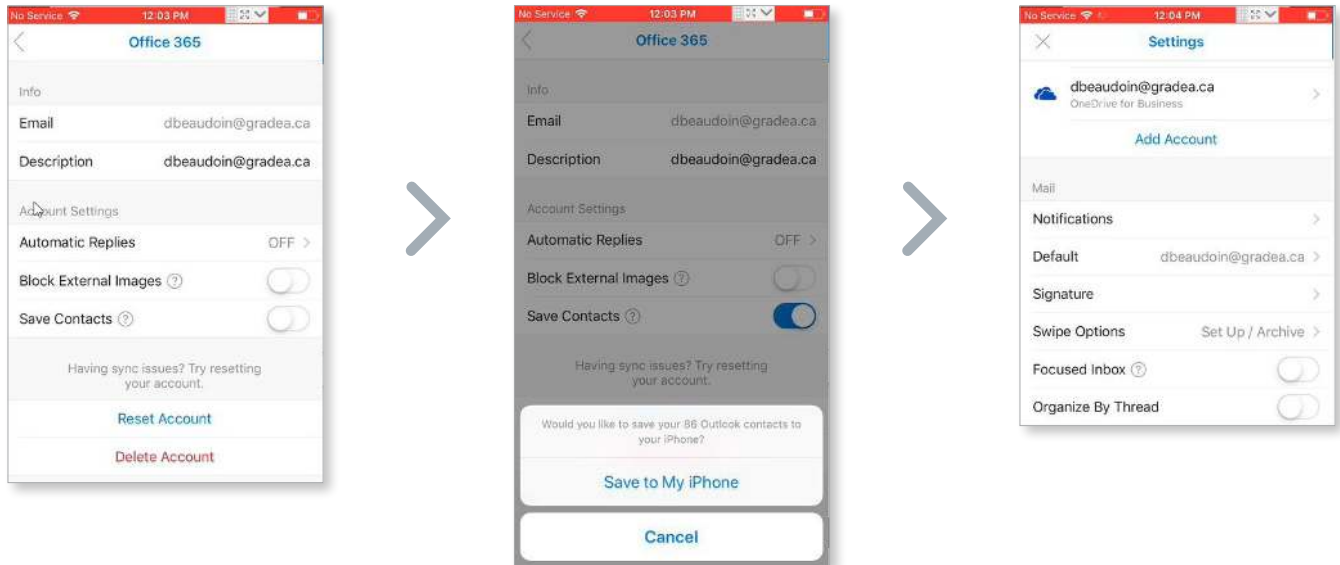 No Service 12:03 PM
Office 365
Info
Email dbeaudoin@gradea.ca
Description dbeaudoin@gradea.ca
Account Settings
Automatic Replies OFF
Block External Images ?
Save Contacts ?
Having sync issues? Try resetting
your account.
Reset Account
Delete Account
No Service 12:03 PM
Office 365
Info
Email dbeaudoin@gradea.ca
Description dbeaudoin@gradea.ca
Account Settings
Automatic Replies OFF
Block External Images ?
Save Contacts ?
Having sync issues? Try resetting
your account.
Would you like to save your 86 Outlook contacts to
your iPhone?
Save to My iPhone
Cancel
No Service 12:04 PM
Settings
dbeaudoin@gradea.ca
OneDrive for Business
Add Account
Mail
Notifications
Default dbeaudoin@gradea.ca
Signature
Swipe Options Set Up / Archive
Focused Inbox ?
Organize By Thread